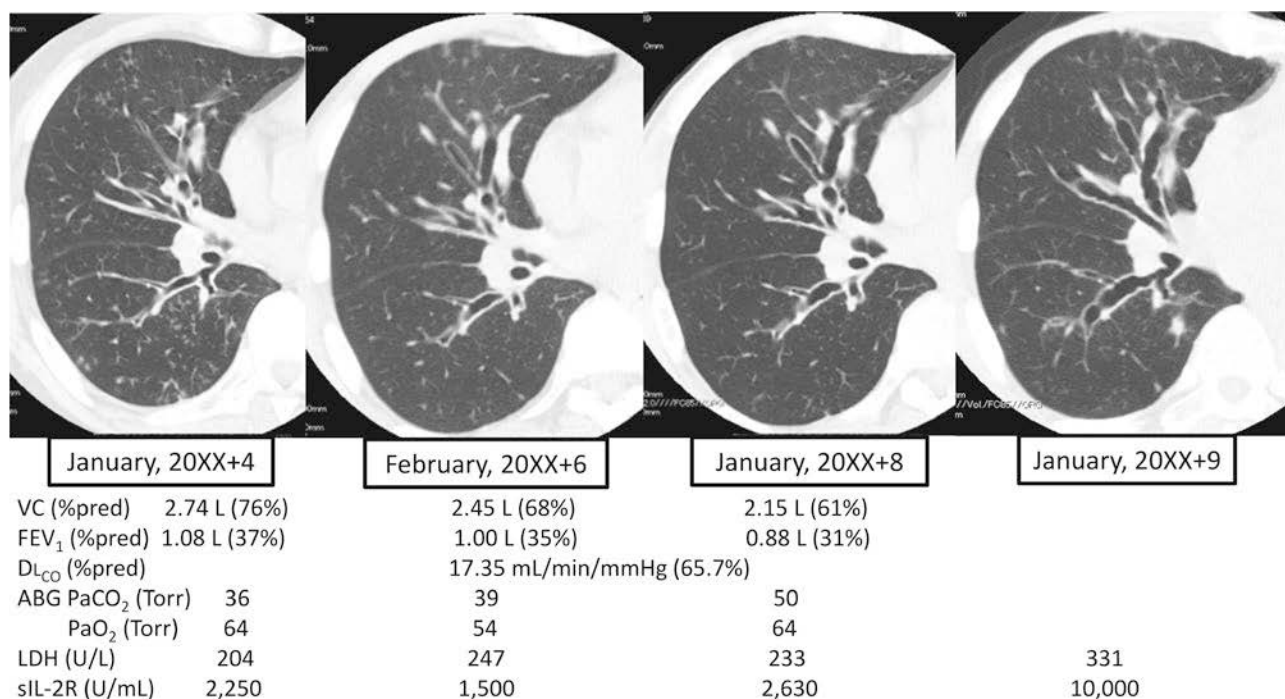 54
0mm
January, 20XX+4 February, 20XX+6 January, 20XX+8 January, 20XX+9
VC (%pred) 2.74 L (76%) 2.45 L (68%) 2.15 L (61%)
FEV₁ (%pred) 1.08 L (37%) 1.00 L (35%) 0.88 L (31%)
DLCO (%pred) 17.35 mL/min/mmHg (65.7%)
ABG PaCO₂ (Torr) 36 39 50
PaO₂ (Torr) 64 54 64
LDH (U/L) 204 247 233 331
sIL-2R (U/mL) 2,250 1,500 2,630 10,000